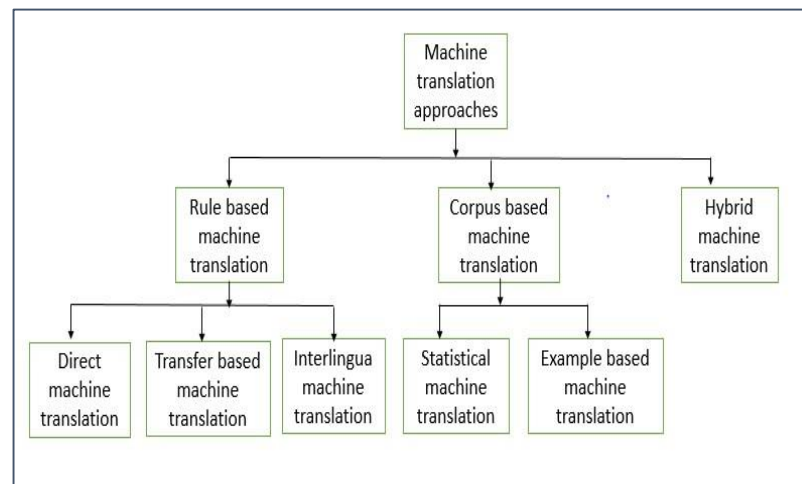 Machine
translation
approaches
Rule based
machine
translation
Corpus based
machine
translation
Hybrid
machine
translation
Direct
machine
translation
Transfer based
machine
translation
Interlingua
machine
translation
Statistical
machine
translation
Example based
machine
translation